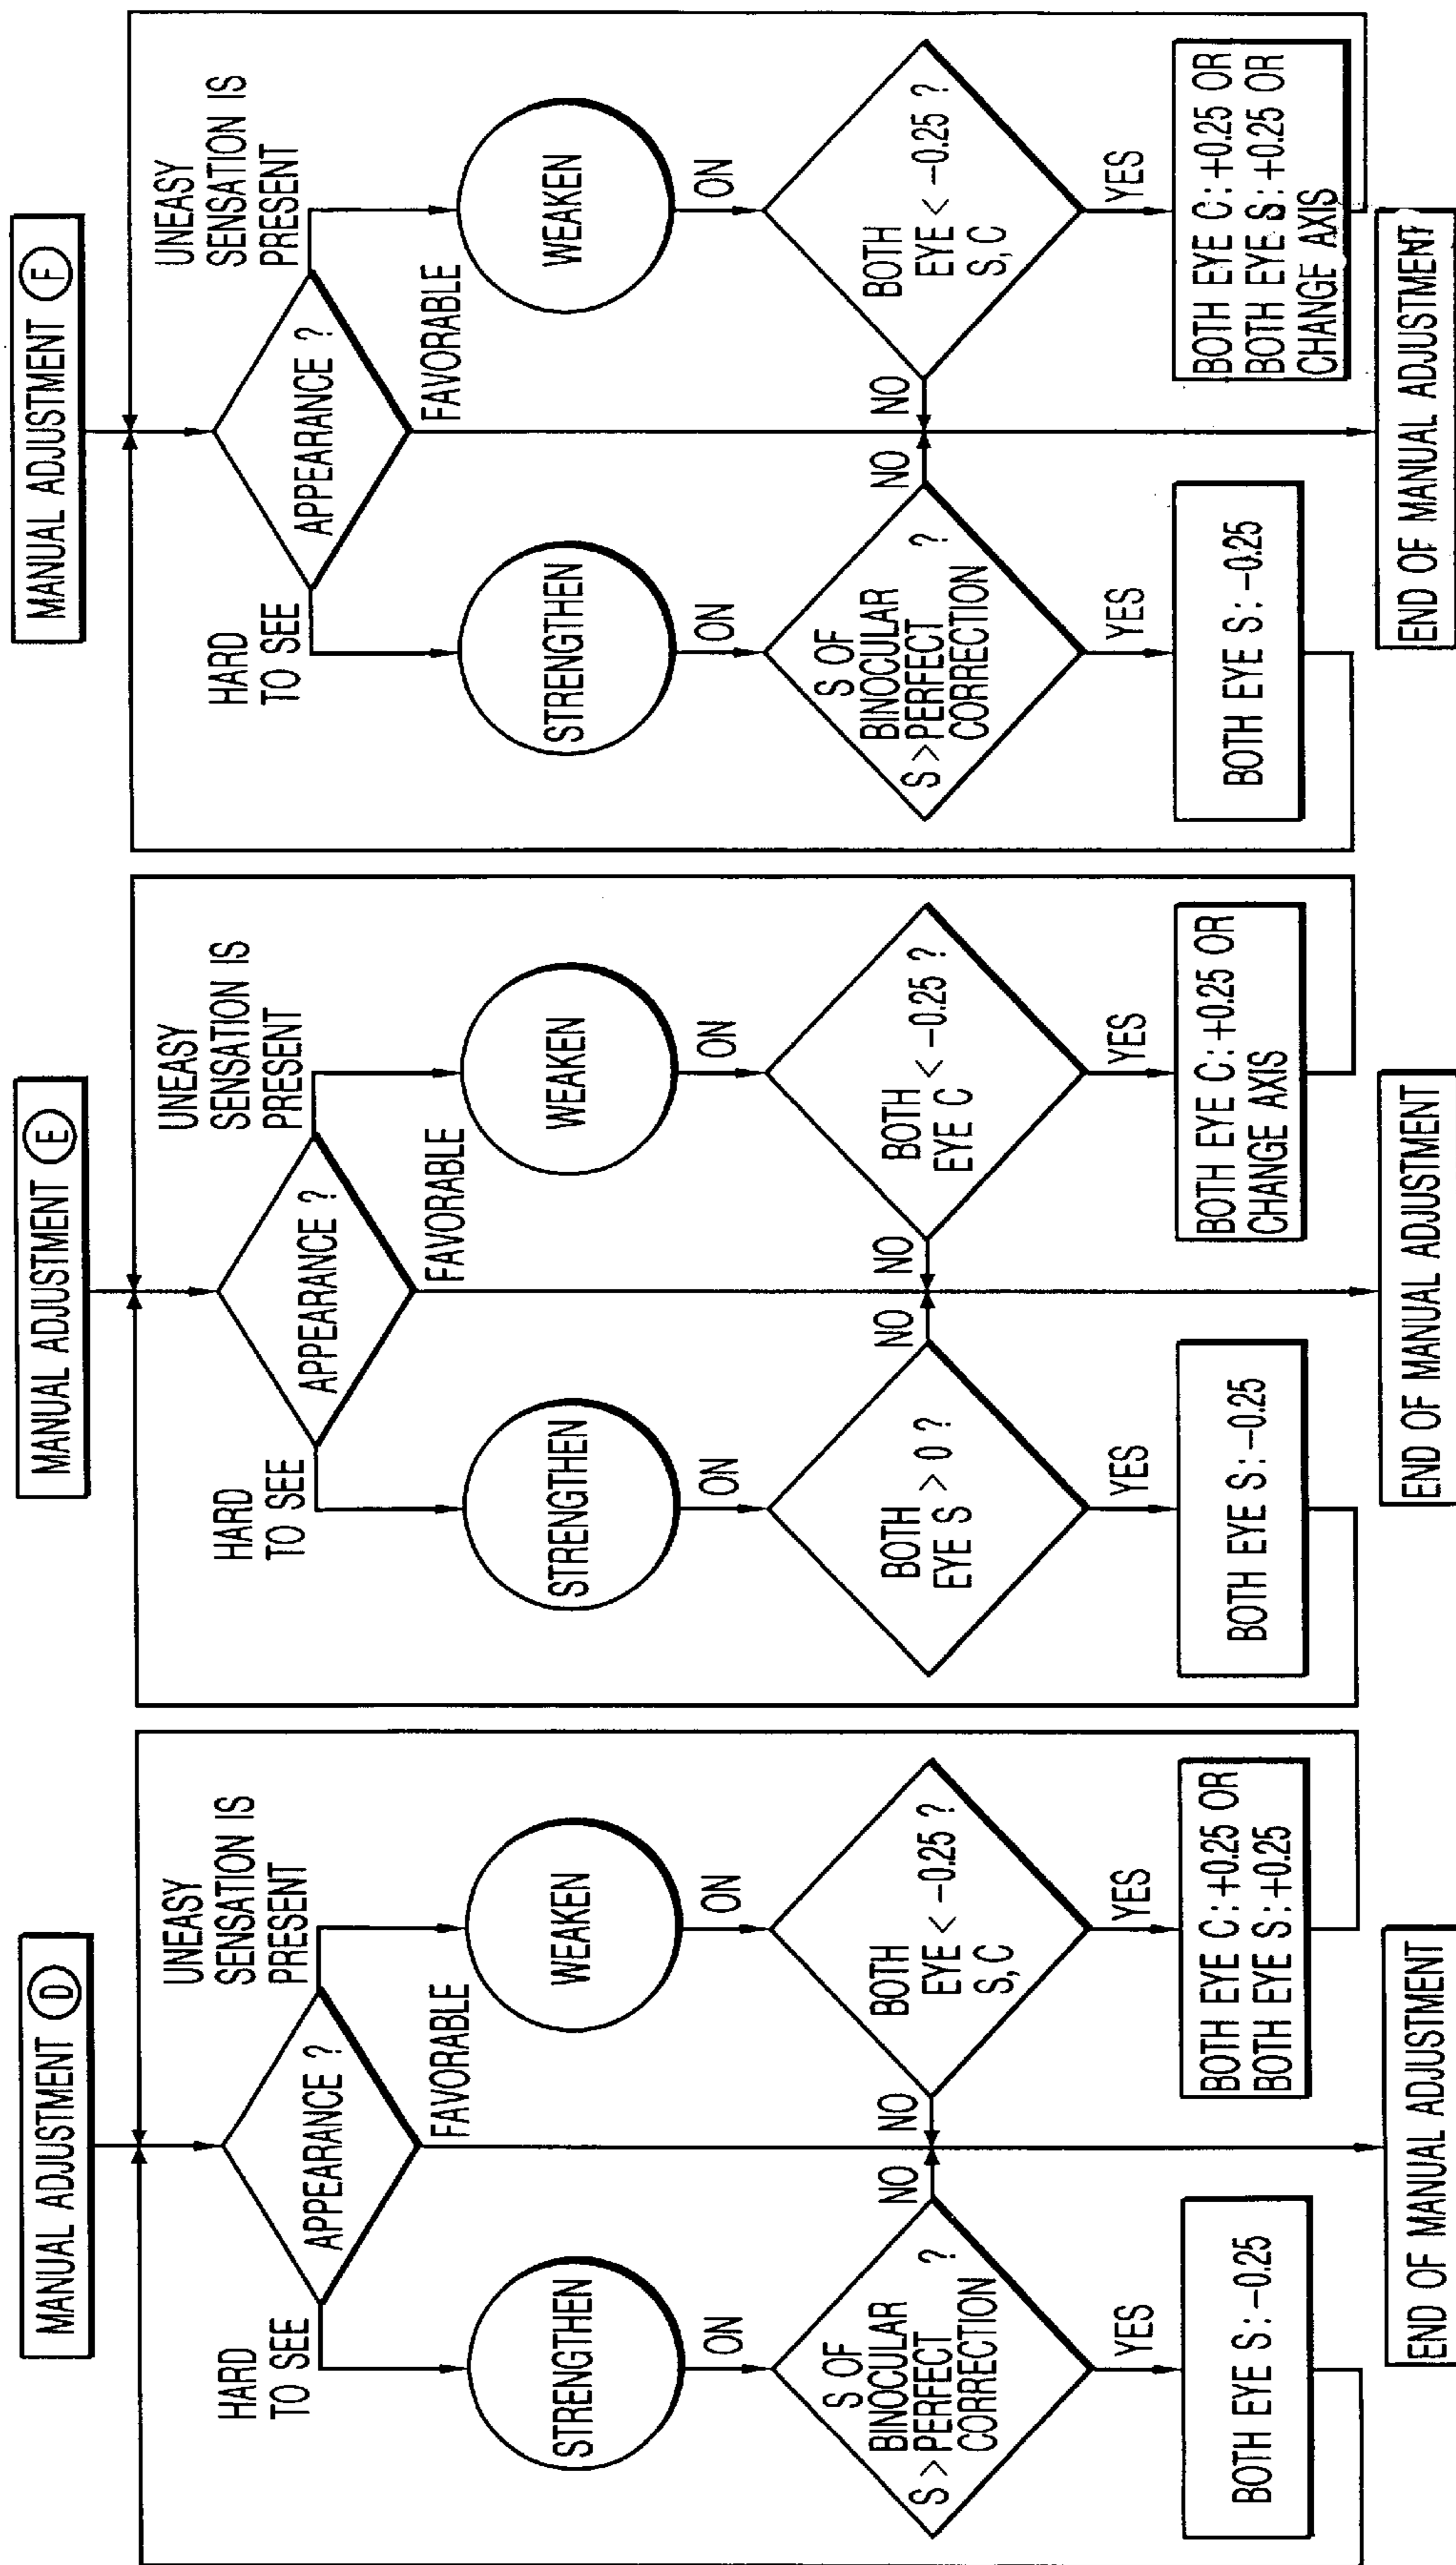 MANUAL ADJUSTMENT D
APPEARANCE ?
HARD
TO SEE
UNEASY
SENSATION IS
PRESENT
FAVORABLE
STRENGTHEN
WEAKEN
ON
ON
S OF
BINOCULAR
S > PERFECT ?
CORRECTION
BOTH
EYE < -0.25 ?
S, C
NO
NO
YES
YES
BOTH EYE S: -0.25
BOTH EYE C: +0.25 OR
BOTH EYE S: +0.25
END OF MANUAL ADJUSTMENT
MANUAL ADJUSTMENT E
APPEARANCE ?
HARD
TO SEE
UNEASY
SENSATION IS
PRESENT
FAVORABLE
STRENGTHEN
WEAKEN
ON
ON
BOTH
EYE S > 0 ?
BOTH
EYE C < -0.25 ?
NO
NO
YES
YES
BOTH EYE S: -0.25
BOTH EYE C: +0.25 OR
CHANGE AXIS
END OF MANUAL ADJUSTMENT
MANUAL ADJUSTMENT F
APPEARANCE ?
HARD
TO SEE
UNEASY
SENSATION IS
PRESENT
FAVORABLE
STRENGTHEN
WEAKEN
ON
ON
S OF
BINOCULAR
S > PERFECT ?
CORRECTION
BOTH
EYE < -0.25 ?
S, C
NO
NO
YES
YES
BOTH EYE S: -0.25
BOTH EYE C: +0.25 OR
BOTH EYE S: +0.25 OR
CHANGE AXIS
END OF MANUAL ADJUSTMENT